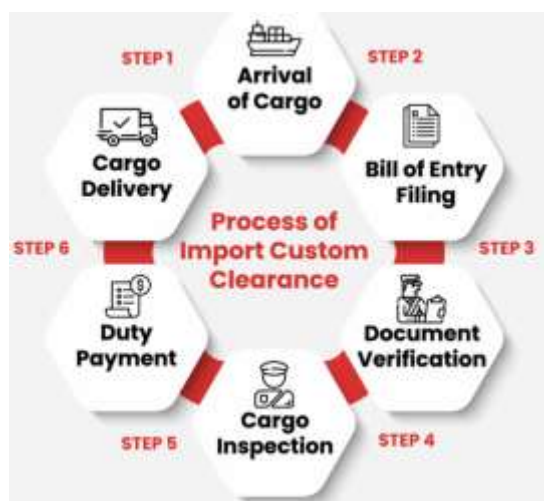 STEP 1
Arrival
of Cargo
STEP 2
Bill of Entry
Filing
STEP 3
Document
Verification
STEP 4
Cargo
Inspection
STEP 5
Duty
Payment
STEP 6
Cargo
Delivery
Process of
Import Custom
Clearance